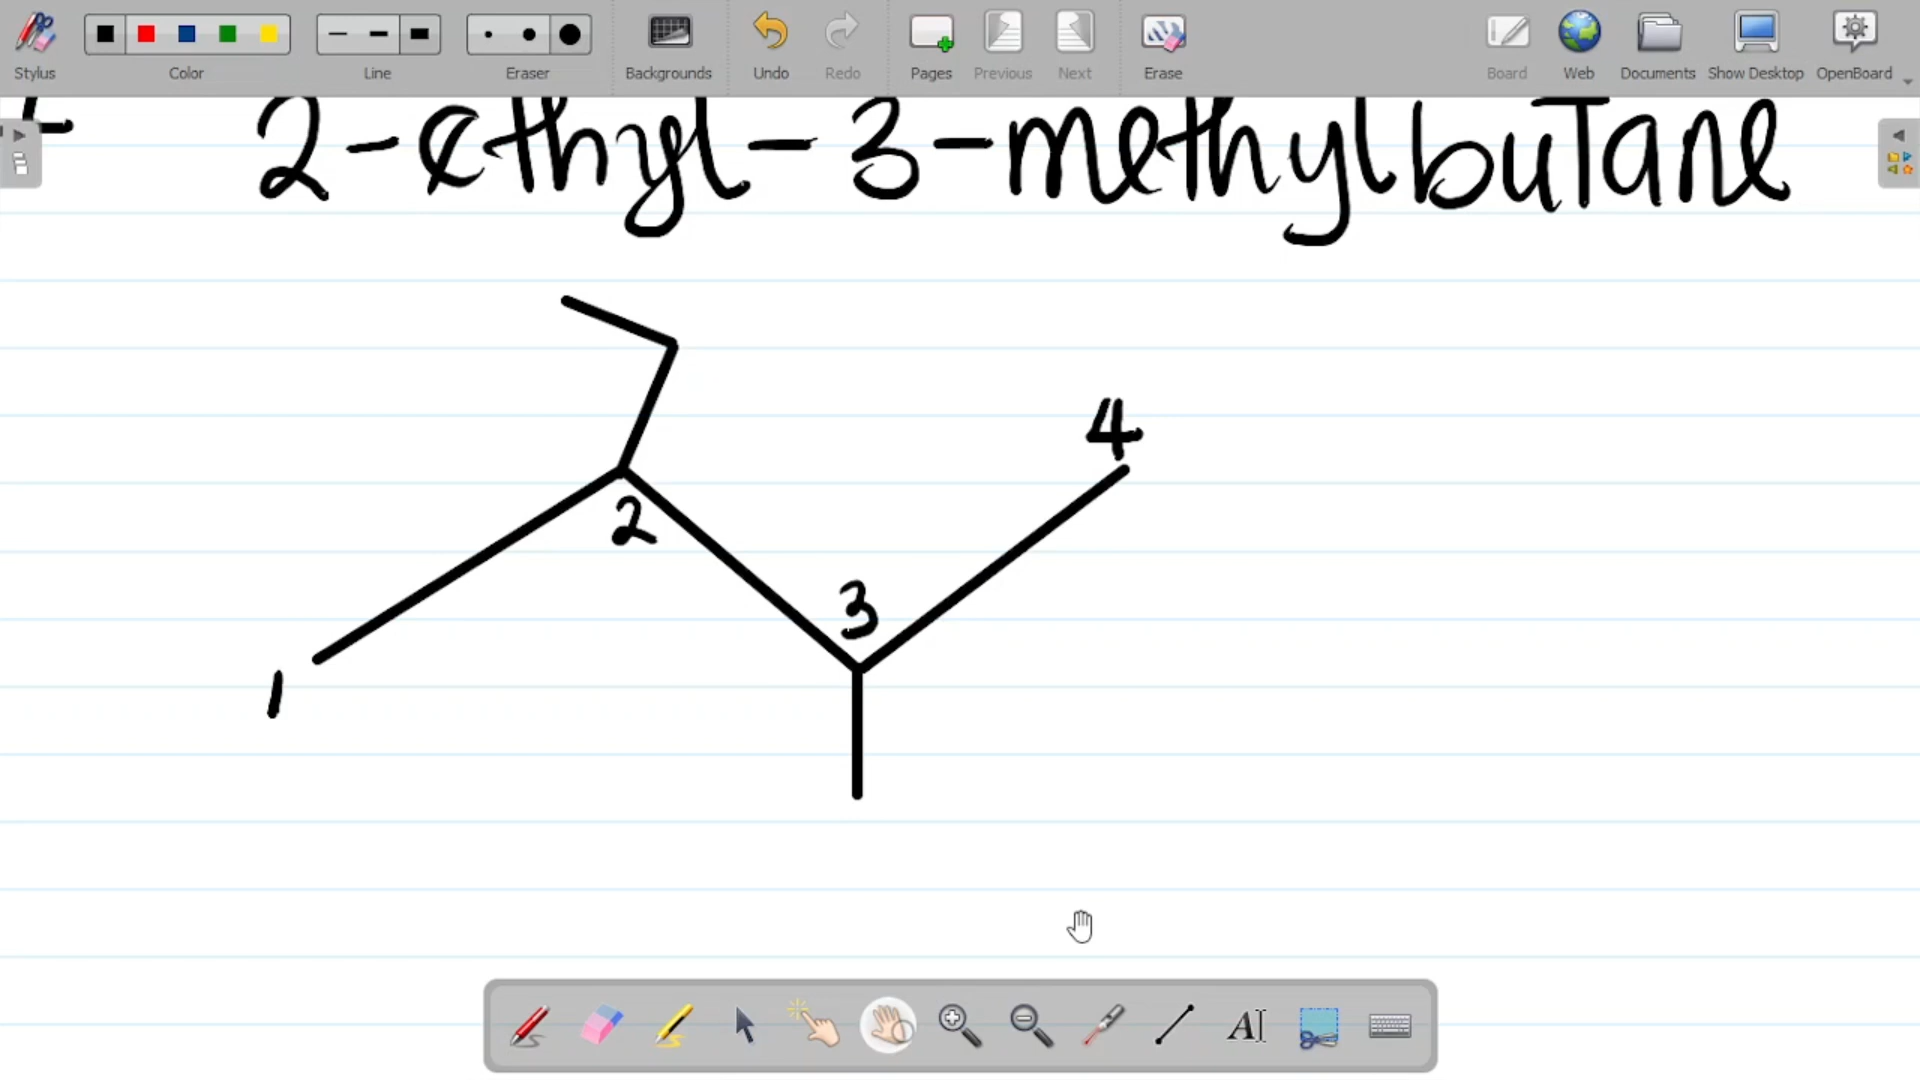 Stylus Color Line Eraser Backgrounds Undo Redo Pages Previous Next Erase Board Web Documents Show Desktop OpenBoard
2-ethyl-3-methylbutane
4
2
3
1